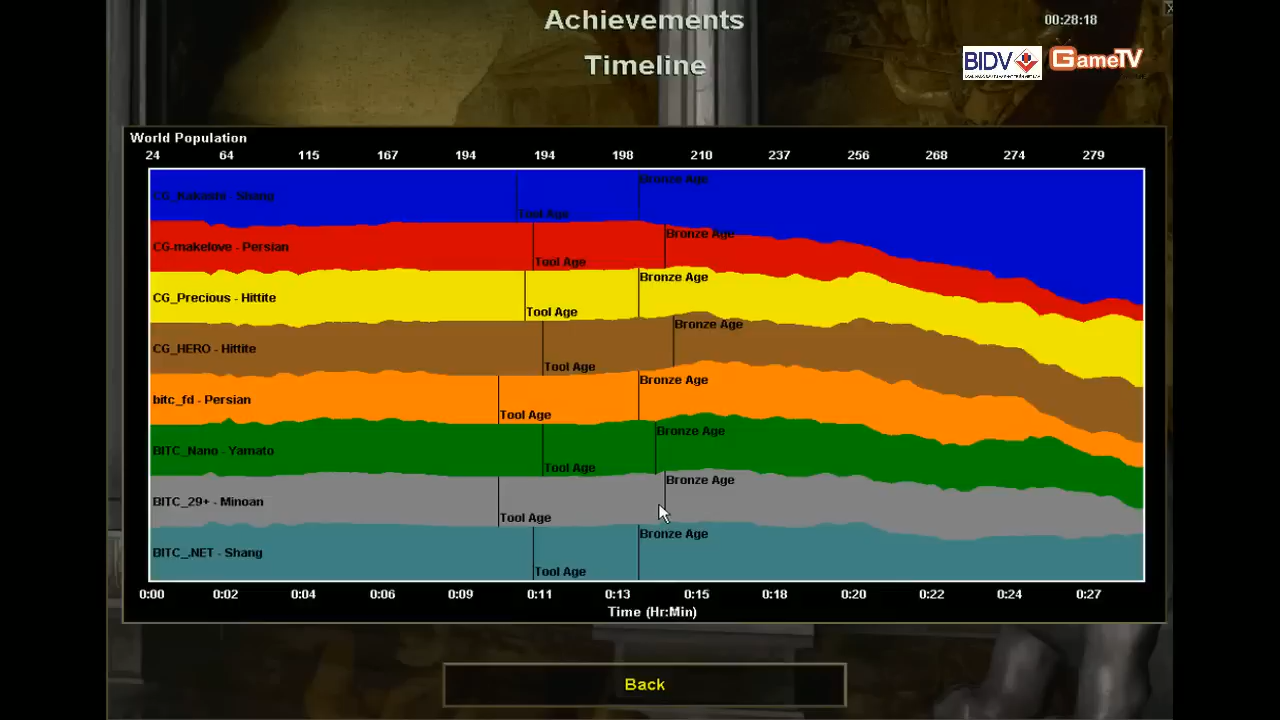 Achievements
00:28:18
Timeline
BIDV
GameTV
World Population
24 64 115 167 194 194 198 210 237 256 268 274 279
CG_Kakashi - Shang
Tool Age
Bronze Age
CG-makelove - Persian
Tool Age
Bronze Age
CG_Precious - Hittite
Tool Age
Bronze Age
CG_HERO - Hittite
Tool Age
Bronze Age
bitc_fd - Persian
Tool Age
Bronze Age
BITC_Nano - Yamato
Tool Age
Bronze Age
BITC_29+ - Minoan
Tool Age
Bronze Age
BITC_.NET - Shang
Tool Age
Bronze Age
0:00 0:02 0:04 0:06 0:09 0:11 0:13 0:15 0:18 0:20 0:22 0:24 0:27
Time (Hr:Min)
Back